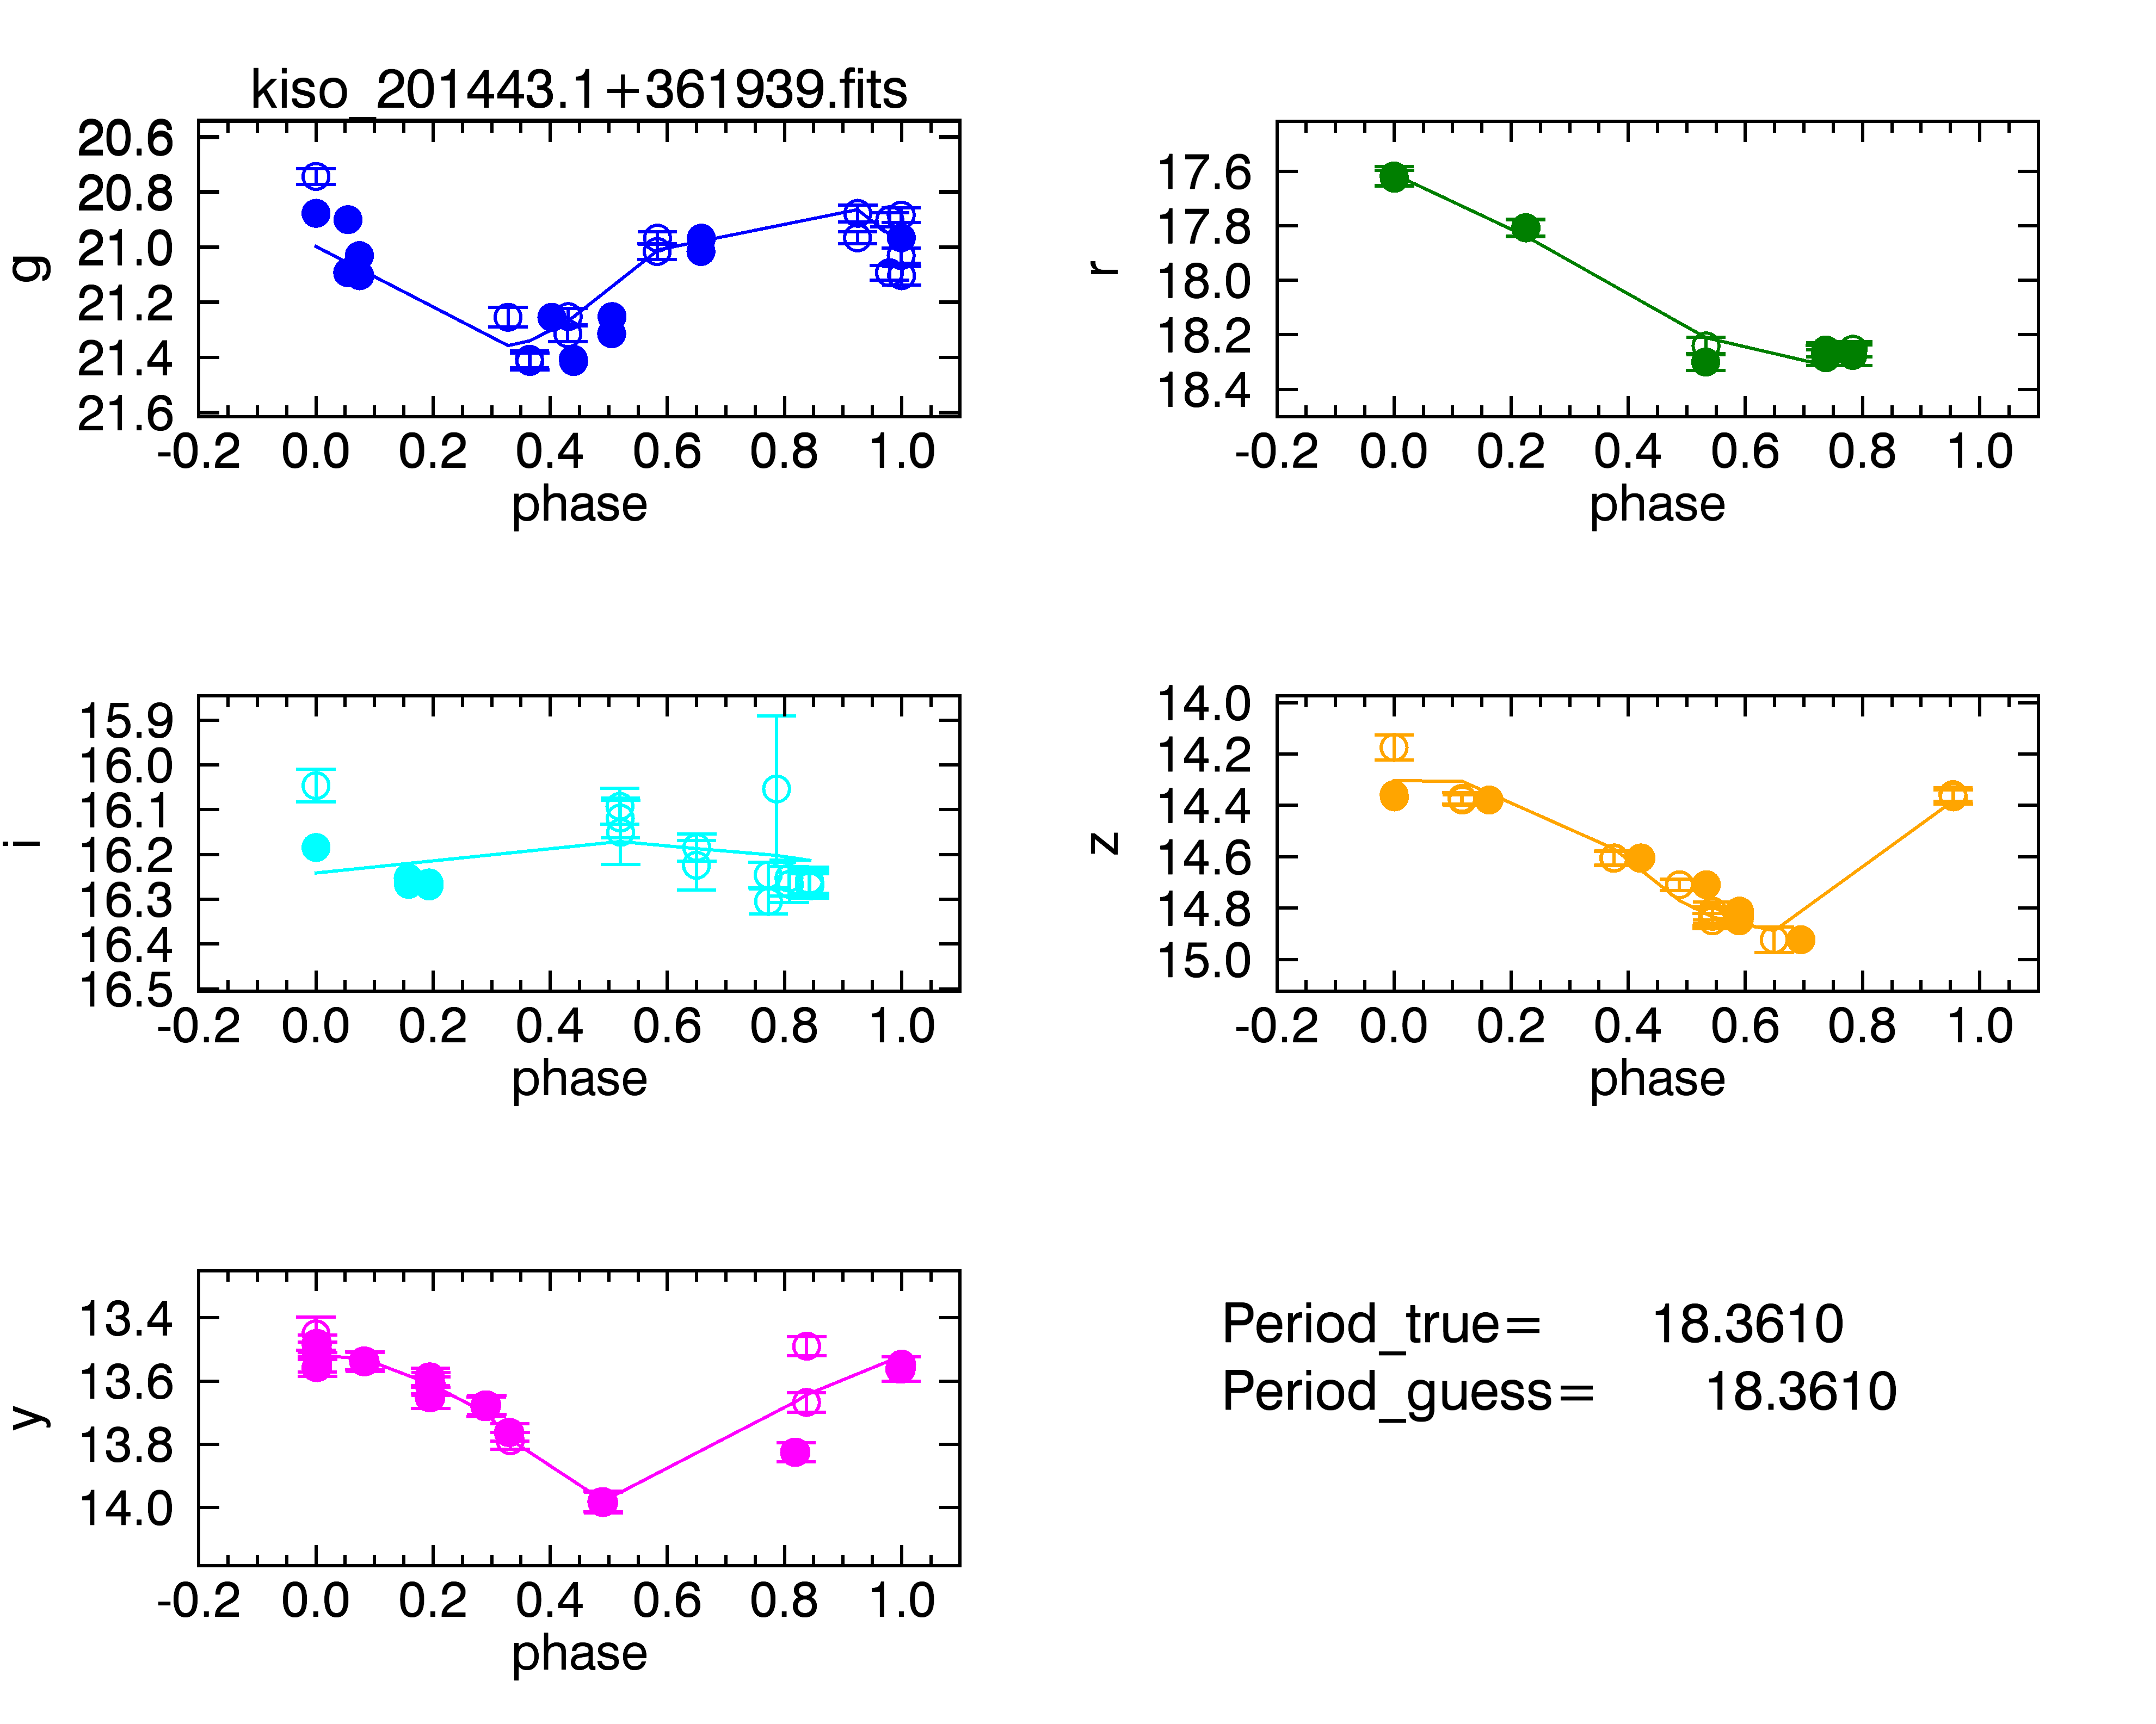 kiso_201443.1+361939.fits
20.6
20.8
21.0
21.2
21.4
21.6
g
-0.2 0.0 0.2 0.4 0.6 0.8 1.0
phase
17.6
17.8
18.0
18.2
18.4
r
-0.2 0.0 0.2 0.4 0.6 0.8 1.0
phase
15.9
16.0
16.1
16.2
16.3
16.4
16.5
i
-0.2 0.0 0.2 0.4 0.6 0.8 1.0
phase
14.0
14.2
14.4
14.6
14.8
15.0
z
-0.2 0.0 0.2 0.4 0.6 0.8 1.0
phase
13.4
13.6
13.8
14.0
y
-0.2 0.0 0.2 0.4 0.6 0.8 1.0
phase
Period_true= 18.3610
Period_guess= 18.3610